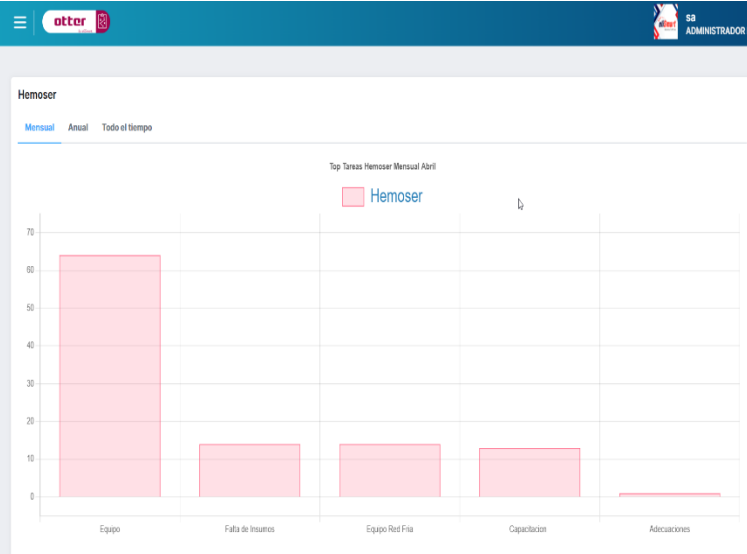 otter
sa
ADMINISTRADOR
Hemoser
Mensual Anual Todo el tiempo
Top Tareas Hemoser Mensual Abril
Hemoser
70
60
50
40
30
20
10
0
Equipo Falta de Insumos Equipo Red Fria Capacitacion Adecuaciones